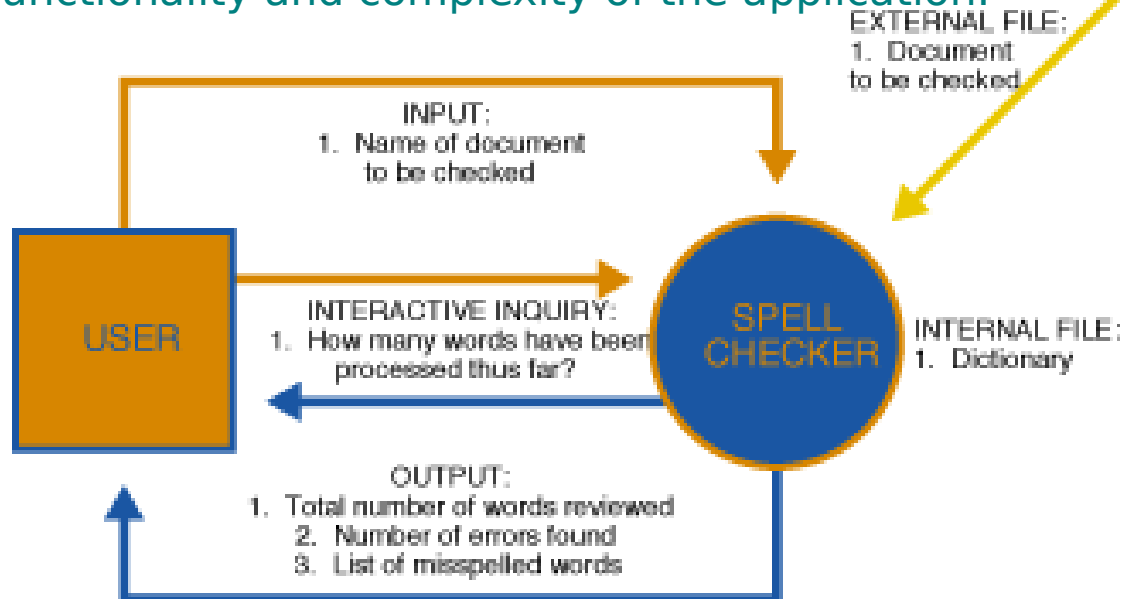 unctionality and complexity of the application.
EXTERNAL FILE:
1. Document
to be checked
INPUT:
1. Name of document
to be checked
USER
INTERACTIVE INQUIRY:
1. How many words have been
processed thus far?
SPELL
CHECKER
INTERNAL FILE:
1. Dictionary
OUTPUT:
1. Total number of words reviewed
2. Number of errors found
3. List of misspelled words